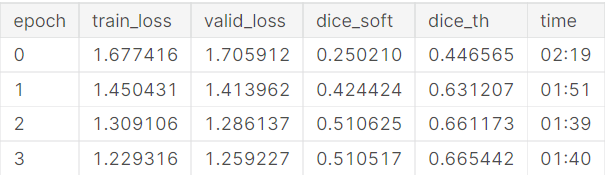 epoch train_loss valid_loss dice_soft dice_th time
0 1.677416 1.705912 0.250210 0.446565 02:19
1 1.450431 1.413962 0.424424 0.631207 01:51
2 1.309106 1.286137 0.510625 0.661173 01:39
3 1.229316 1.259227 0.510517 0.665442 01:40